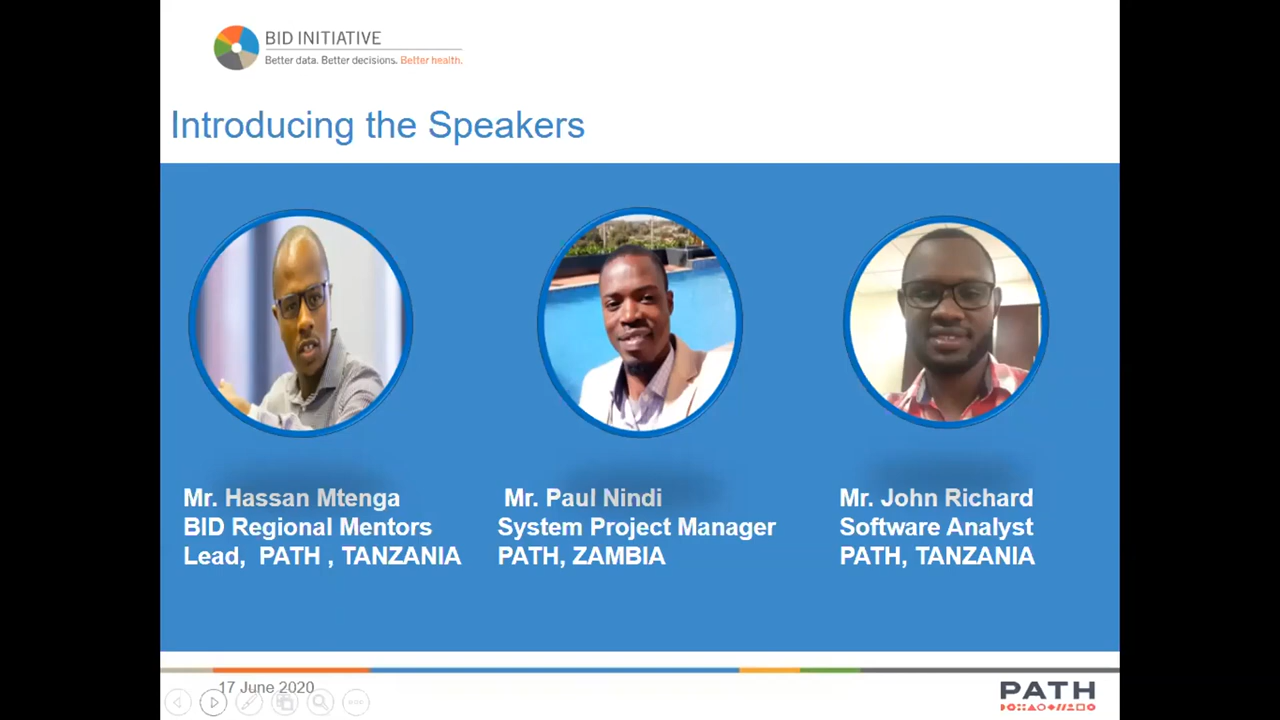 BID INITIATIVE
Better data. Better decisions. Better health.
Introducing the Speakers
Mr. Hassan Mtenga
BID Regional Mentors
Lead,  PATH , TANZANIA
Mr. Paul Nindi
System Project Manager
PATH, ZAMBIA
Mr. John Richard
Software Analyst
PATH, TANZANIA
17 June 2020
PATH